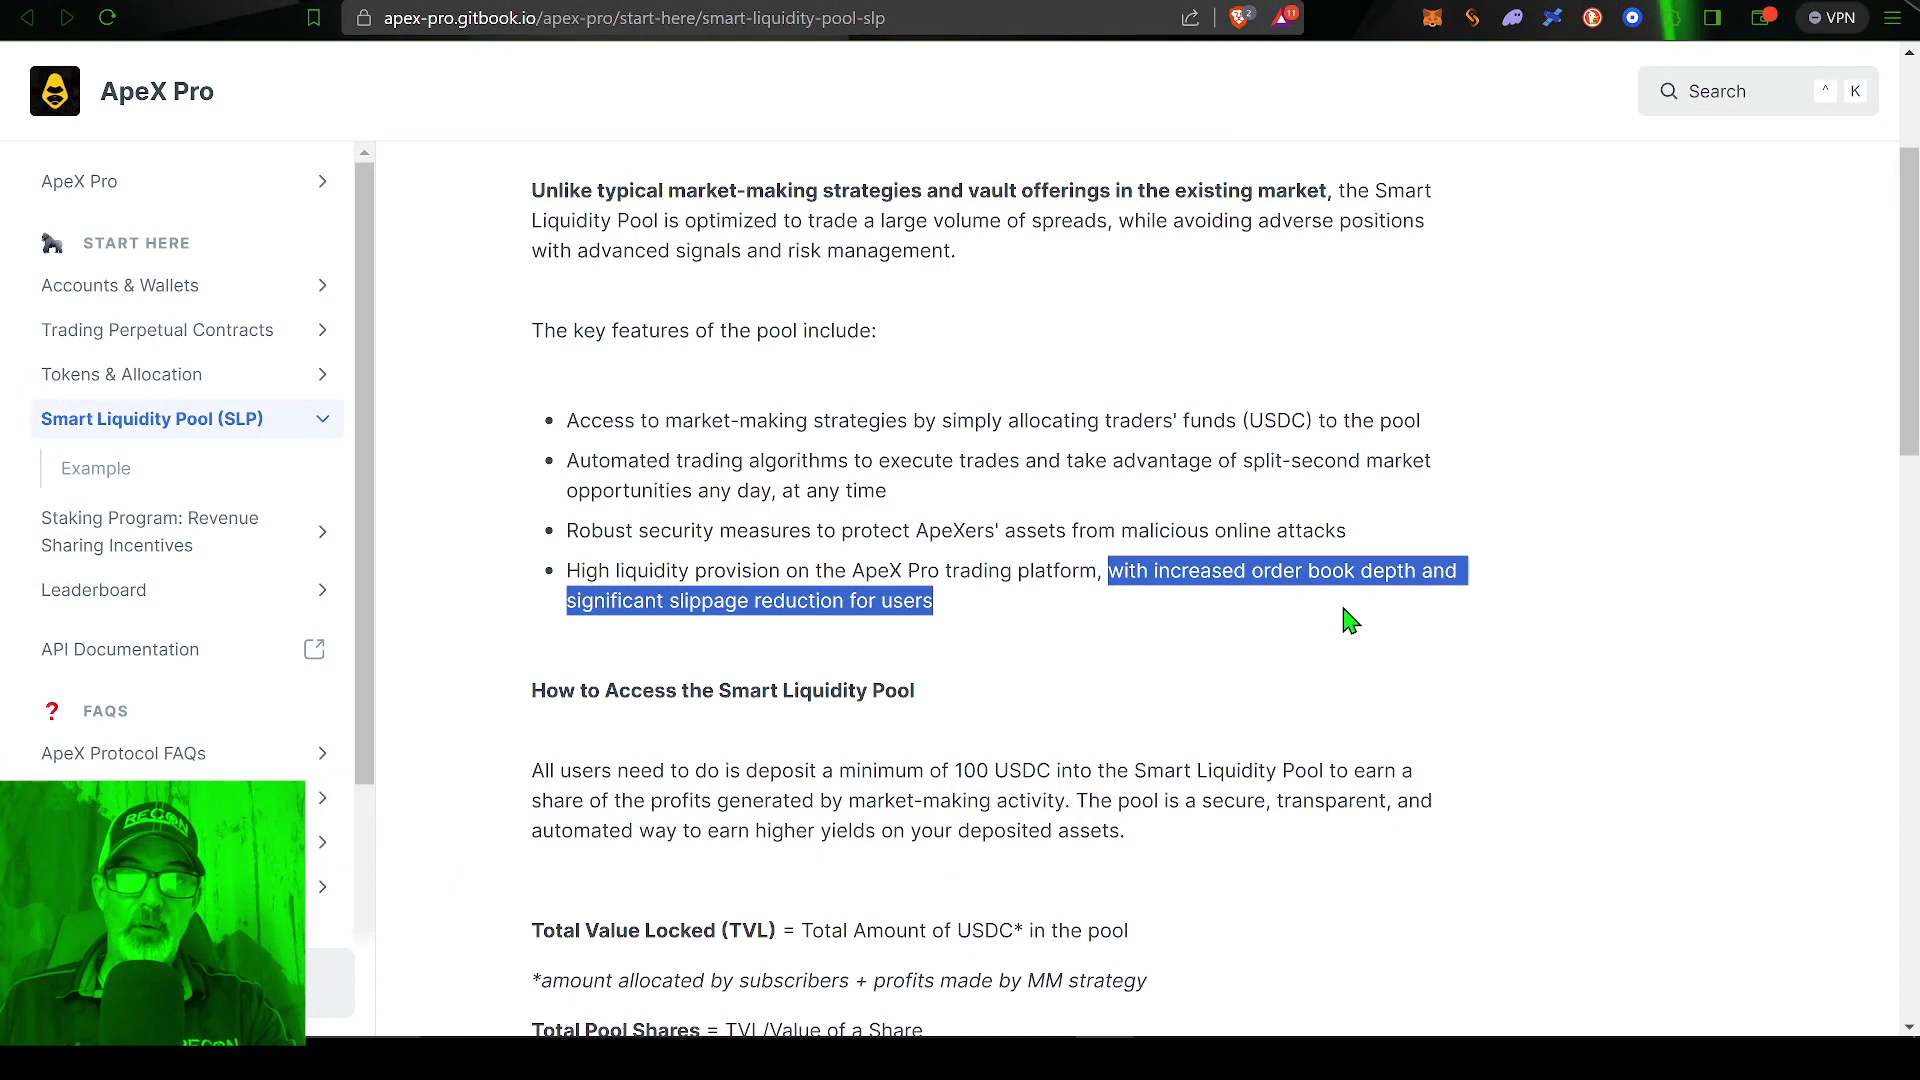 apex-pro.gitbook.io/apex-pro/start-here/smart-liquidity-pool-slp
2
11
VPN
ApeX Pro
Search
^
K
ApeX Pro
START HERE
Accounts & Wallets
Trading Perpetual Contracts
Tokens & Allocation
Smart Liquidity Pool (SLP)
Example
Staking Program: Revenue
Sharing Incentives
Leaderboard
API Documentation
FAQS
ApeX Protocol FAQs
Unlike typical market-making strategies and vault offerings in the existing market, the Smart
Liquidity Pool is optimized to trade a large volume of spreads, while avoiding adverse positions
with advanced signals and risk management.
The key features of the pool include:
• Access to market-making strategies by simply allocating traders' funds (USDC) to the pool
• Automated trading algorithms to execute trades and take advantage of split-second market
opportunities any day, at any time
• Robust security measures to protect ApeXers' assets from malicious online attacks
• High liquidity provision on the ApeX Pro trading platform, with increased order book depth and
significant slippage reduction for users
How to Access the Smart Liquidity Pool
All users need to do is deposit a minimum of 100 USDC into the Smart Liquidity Pool to earn a
share of the profits generated by market-making activity. The pool is a secure, transparent, and
automated way to earn higher yields on your deposited assets.
Total Value Locked (TVL) = Total Amount of USDC* in the pool
*amount allocated by subscribers + profits made by MM strategy
Total Pool Shares = TVL/Value of a Share
RECON
RECON